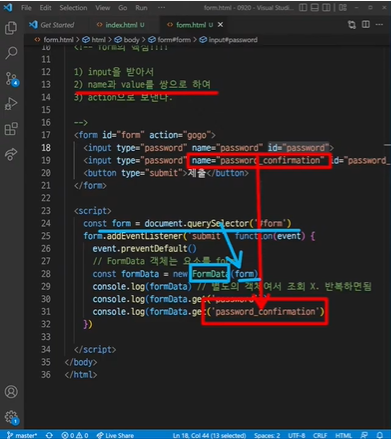 File Edit Selection View Go Run
form.html - 0920 - Visual Studi...
Get Started
index.html U
form.html U
form.html > html > body > form#form > input#password
10 <!-- form의 핵심!!!!
11
12 1) input을 받아서
13 2) name과 value를 쌍으로 하여
14 3) action으로 보낸다.
15
16 -->
17 <form id="form" action="gogo">
18 <input type="password" name="password" id="password">
19 <input type="password" name="password_confirmation" id="password_
20 <button type="submit">제출</button>
21 </form>
22
23 <script>
24 const form = document.querySelector('#form')
25 form.addEventListener('submit', function(event) {
26 event.preventDefault()
27 // FormData 객체는 요소를 fo
28 const formData = new FormData(form)
29 console.log(formData) // 별도의 객체여서 조회 X. 반복하면됨
30 console.log(formData.get('password'
31 console.log(formData.get('password_confirmation')
32 })
33
34 </script>
35 </body>
36 </html>
master* 0 0 Live Share Ln 18, Col 44 (13 selected) Spaces: 2 UTF-8 CRLF HTML